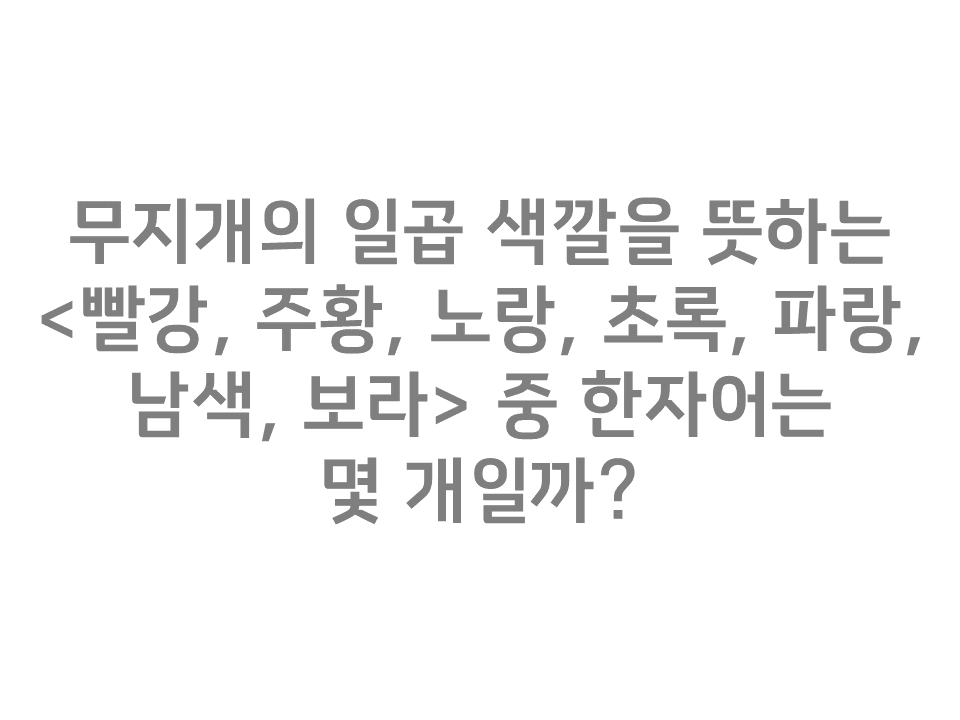 무지개의 일곱 색깔을 뜻하는
<빨강, 주황, 노랑, 초록, 파랑,
남색, 보라> 중 한자어는
몇 개일까?